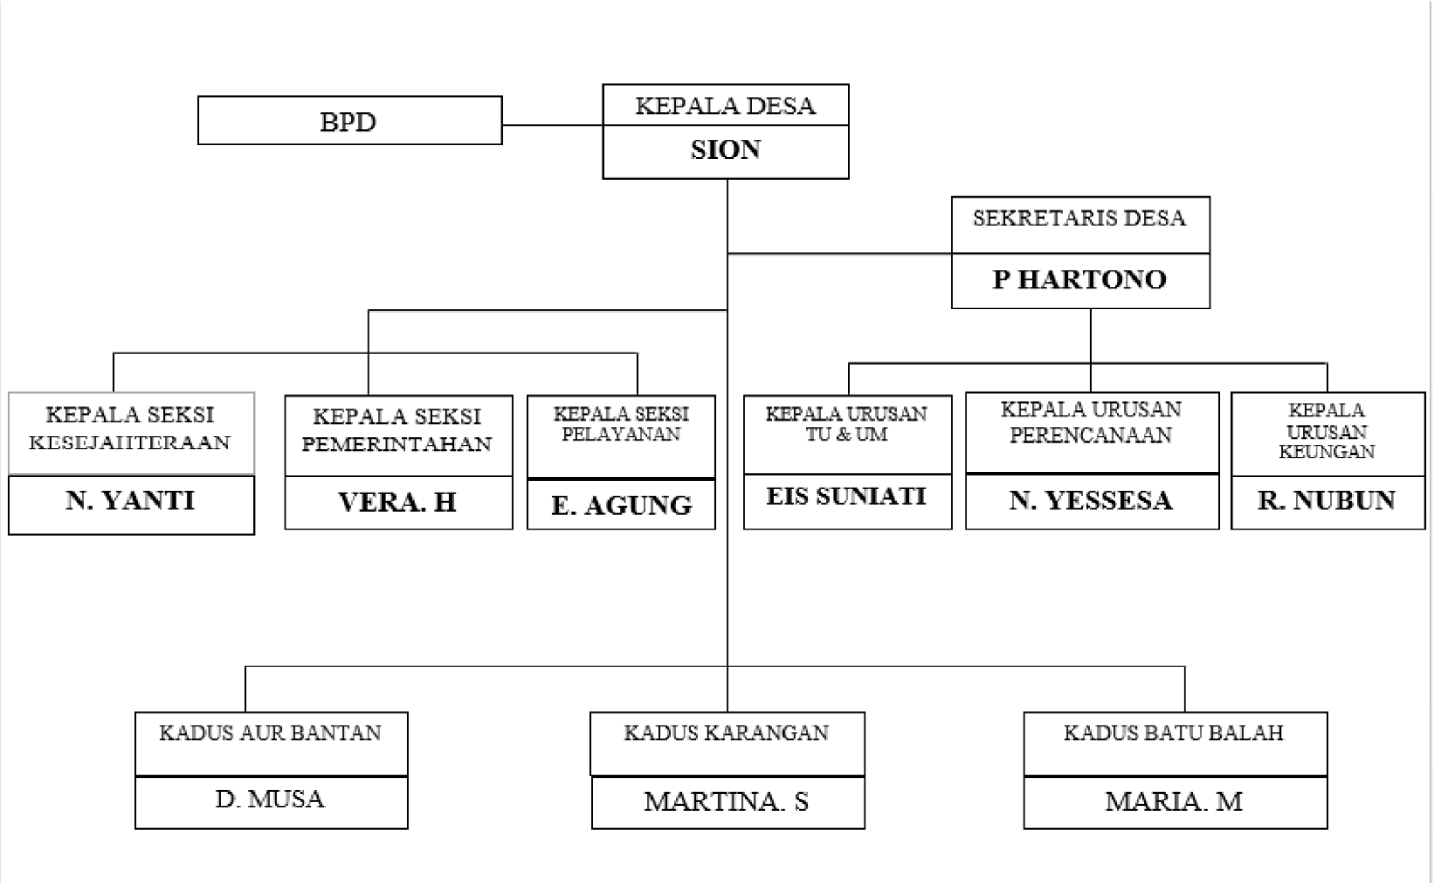 BPD
KEPALA DESA
SION
SEKRETARIS DESA
P HARTONO
KEPALA SEKSI
KESEJAIITERAAN
N. YANTI
KEPALA SEKSI
PEMERINTAHAN
VERA. H
KEPALA SEKSI
PELAYANAN
E. AGUNG
KEPALA URUSAN
TU & UM
EIS SUNIATI
KEPALA URUSAN
PERENCANAAN
N. YESSESA
KEPALA
URUSAN
KEUNGAN
R. NUBUN
KADUS AUR BANTAN
D. MUSA
KADUS KARANGAN
MARTINA. S
KADUS BATU BALAH
MARIA. M